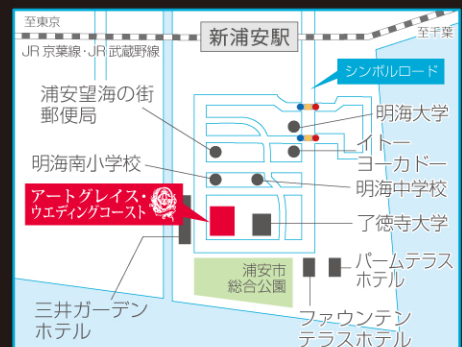 至東京
新浦安駅
至千葉
JR 京葉線・JR 武蔵野線
シンボルロード
浦安望海の街
郵便局
明海大学
イトー
ヨーカドー
明海南小学校
明海中学校
アートグレイス・
ウエディングコースト
了徳寺大学
浦安市
総合公園
パームテラス
ホテル
三井ガーデン
ホテル
ファウンテン
テラスホテル